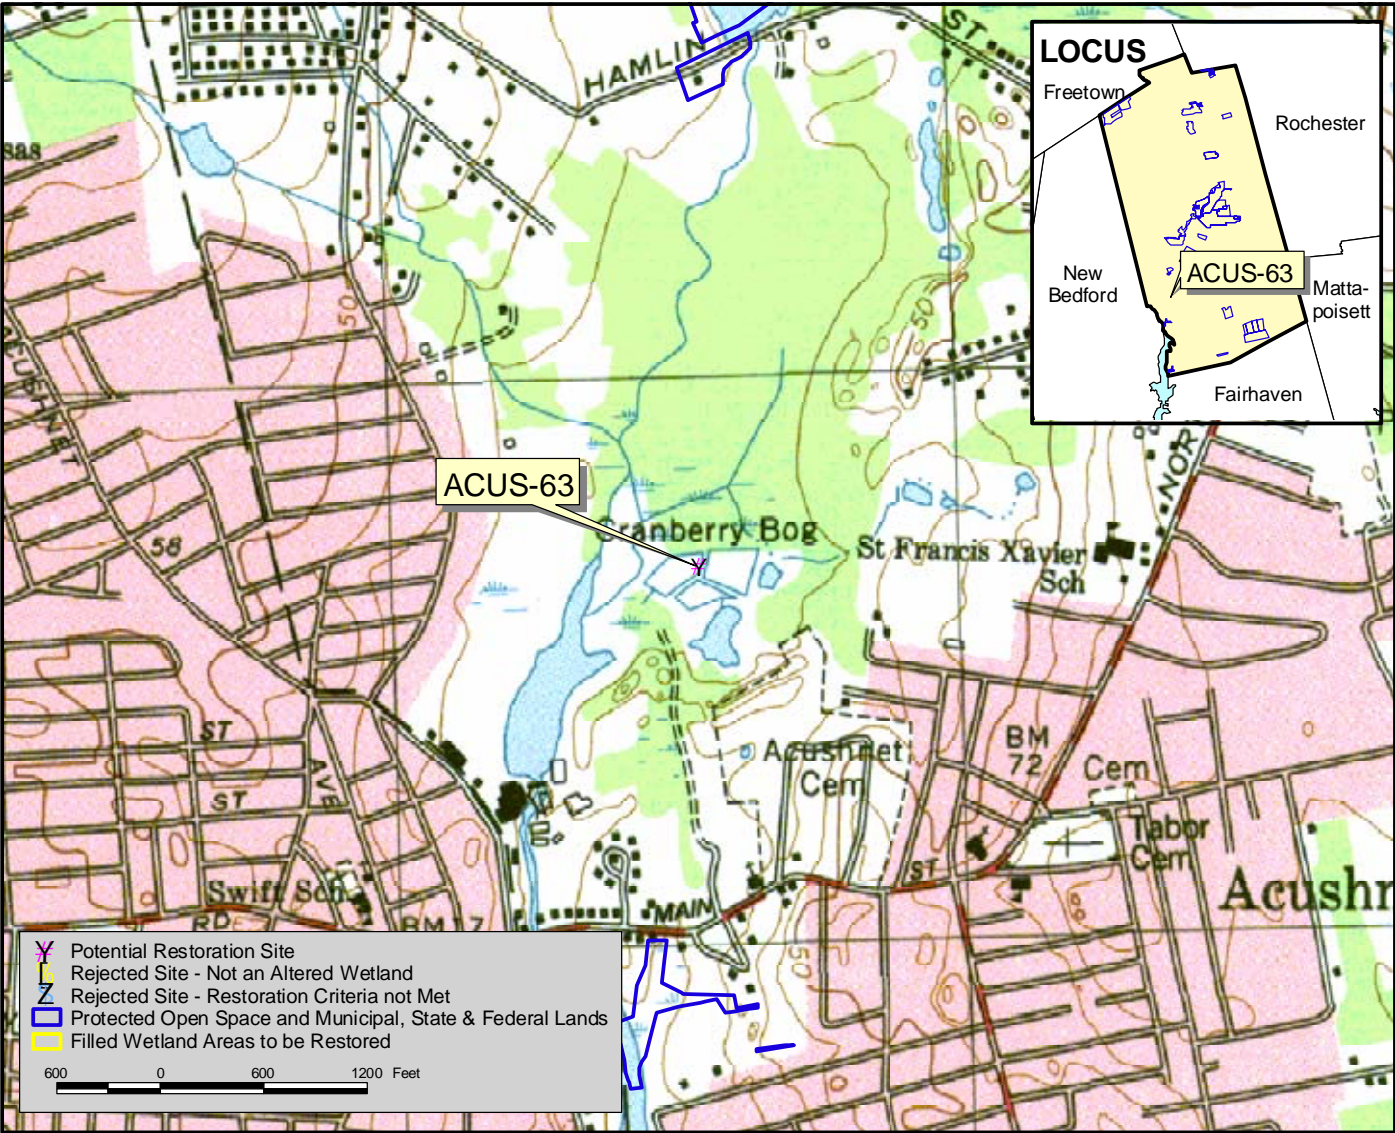 HAMLIN
ST
LOCUS
Freetown
Rochester
New
Bedford
ACUS-63
Matta-
poisett
Fairhaven
sas
50
50
ACUSHNET
NOR
ACUS-63
Cranberry Bog
58
St Francis Xavier
Sch
ST
AVE
ST
BM
72
Acushnet
Cem
Cem
Tabor
Cem
ST
Swift Sch
RD
BM 17
MAIN
Acushn
50
Potential Restoration Site
Rejected Site - Not an Altered Wetland
Rejected Site - Restoration Criteria not Met
Protected Open Space and Municipal, State & Federal Lands
Filled Wetland Areas to be Restored
600 0 600 1200 Feet